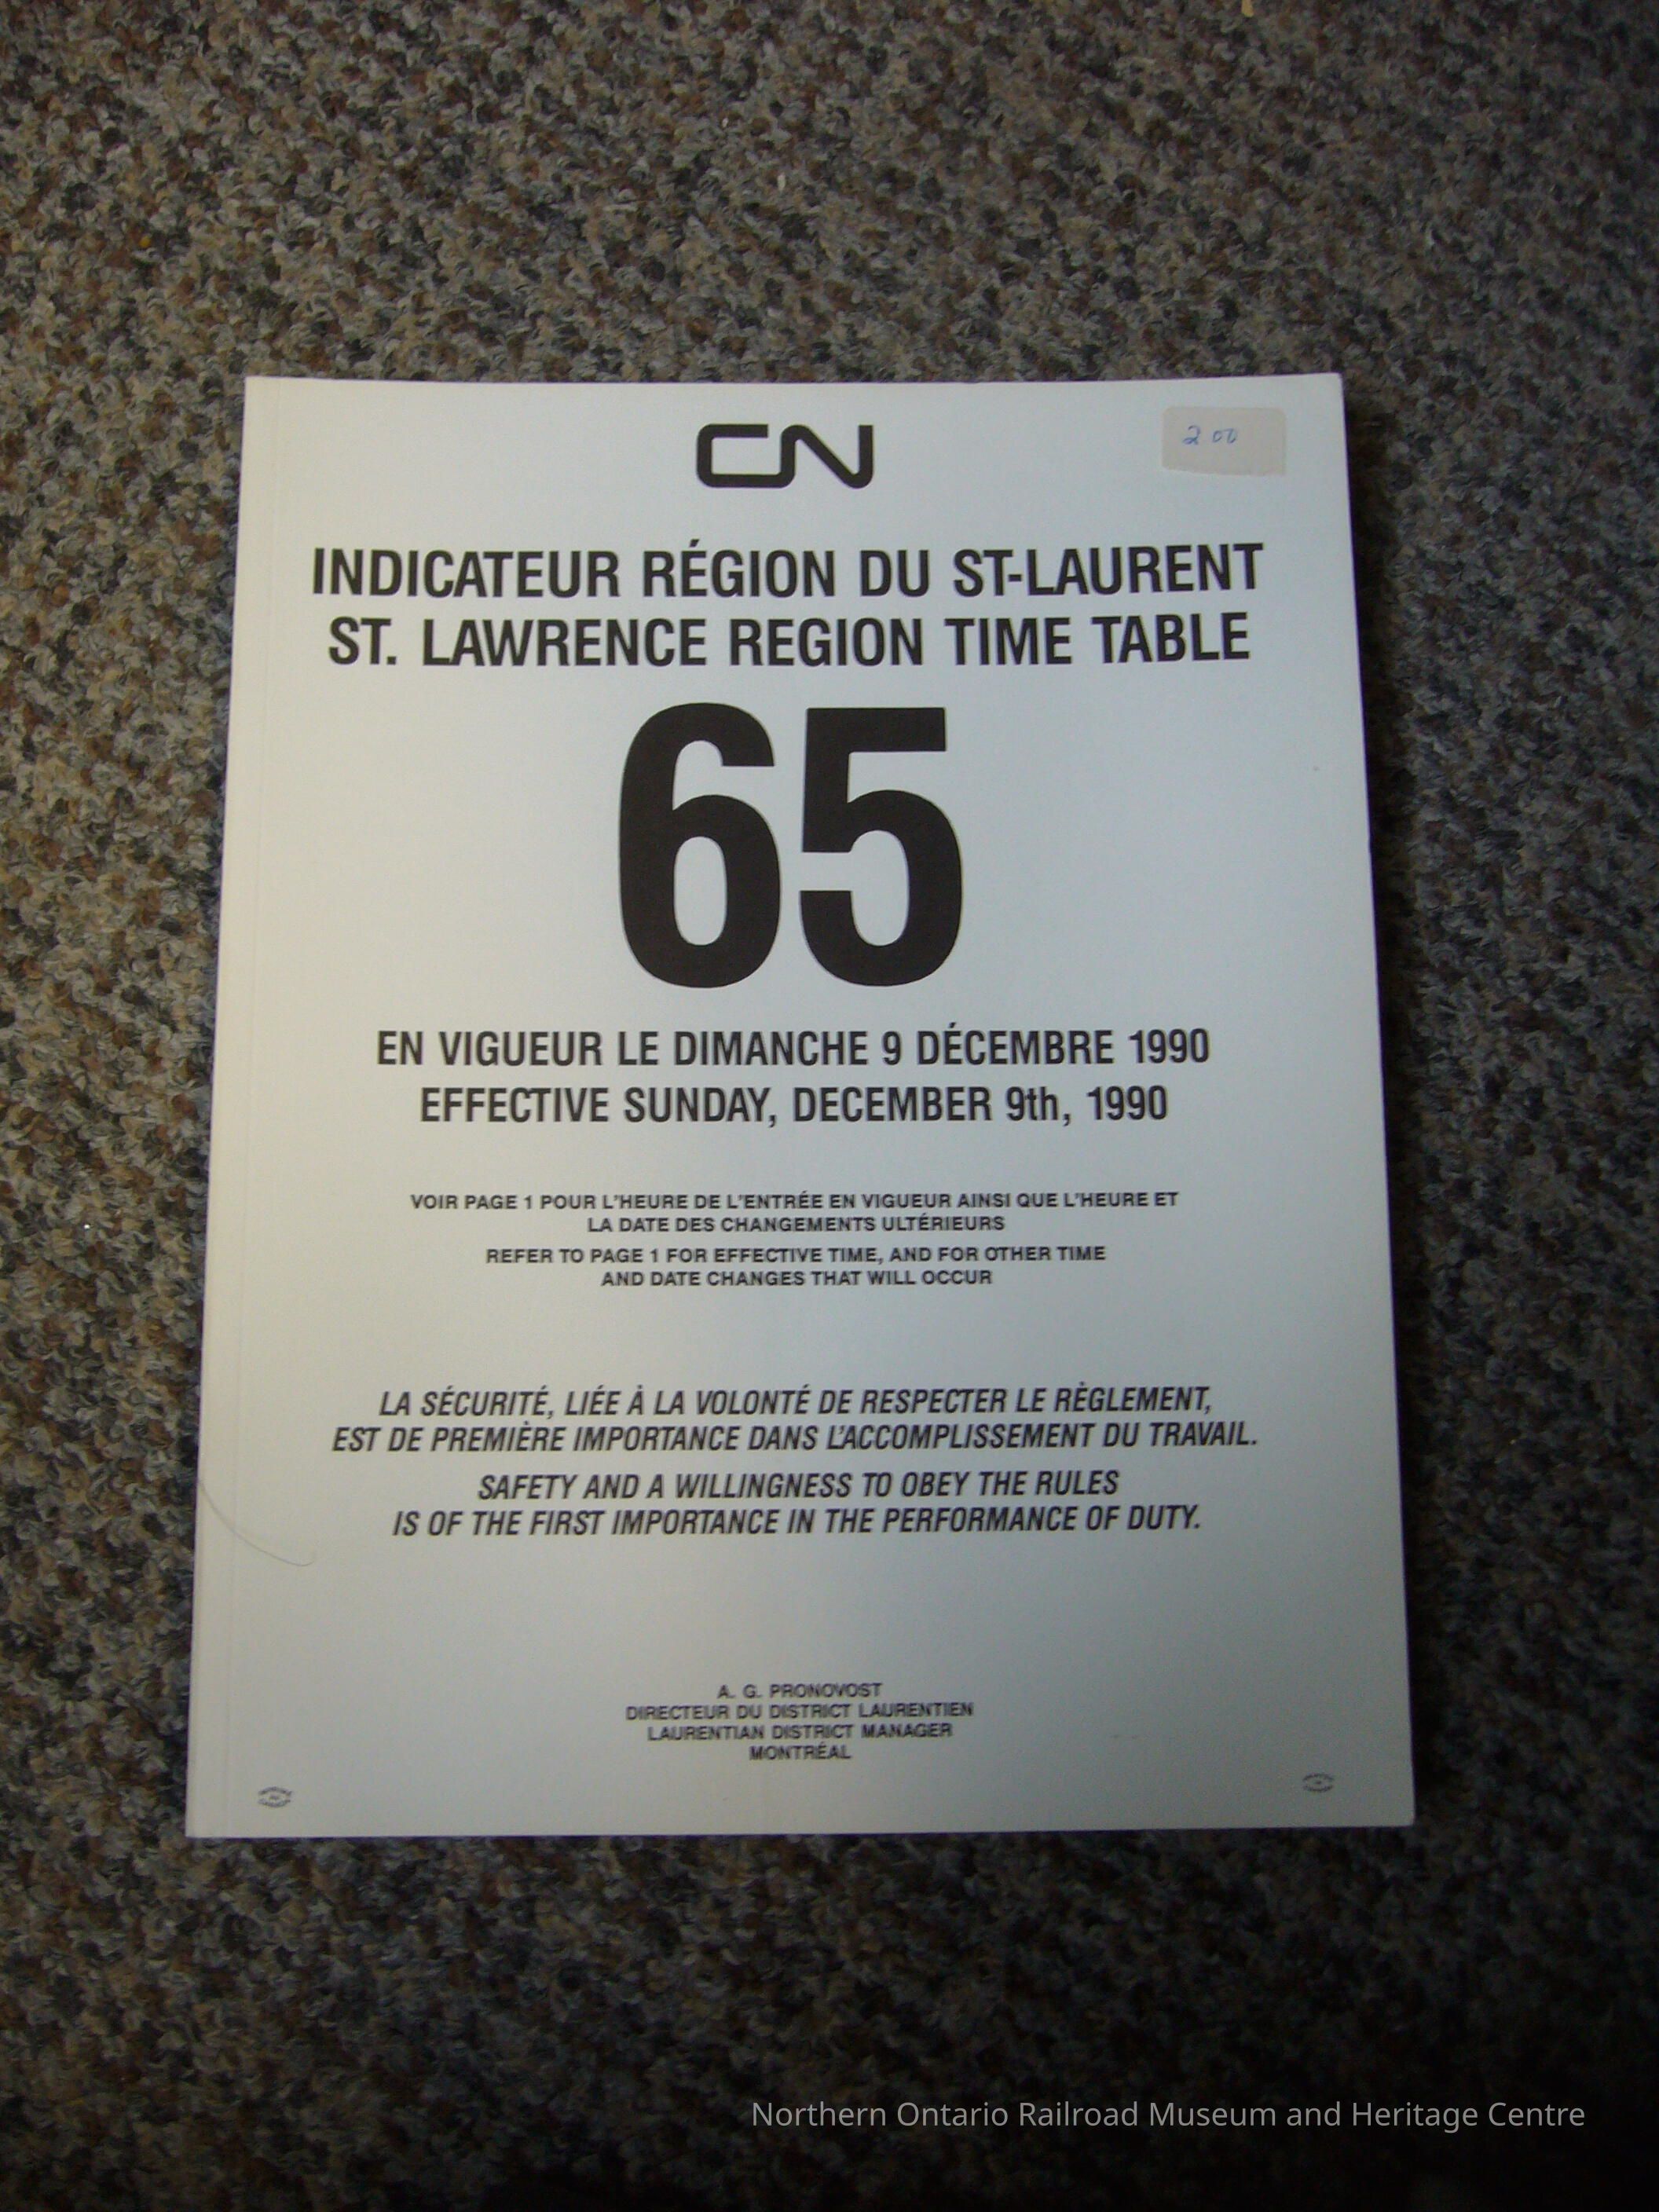 CN
2.00
INDICATEUR RÉGION DU ST-LAURENT
ST. LAWRENCE REGION TIME TABLE
65
EN VIGUEUR LE DIMANCHE 9 DÉCEMBRE 1990
EFFECTIVE SUNDAY, DECEMBER 9th, 1990
VOIR PAGE 1 POUR L'HEURE DE L'ENTRÉE EN VIGUEUR AINSI QUE L'HEURE ET
LA DATE DES CHANGEMENTS ULTÉRIEURS
REFER TO PAGE 1 FOR EFFECTIVE TIME, AND FOR OTHER TIME
AND DATE CHANGES THAT WILL OCCUR
LA SÉCURITÉ, LIÉE À LA VOLONTÉ DE RESPECTER LE RÈGLEMENT,
EST DE PREMIÈRE IMPORTANCE DANS L'ACCOMPLISSEMENT DU TRAVAIL.
SAFETY AND A WILLINGNESS TO OBEY THE RULES
IS OF THE FIRST IMPORTANCE IN THE PERFORMANCE OF DUTY.
A. G. PRONOVOST
DIRECTEUR DU DISTRICT LAURENTIEN
LAURENTIAN DISTRICT MANAGER
MONTRÉAL
Northern Ontario Railroad Museum and Heritage Centre